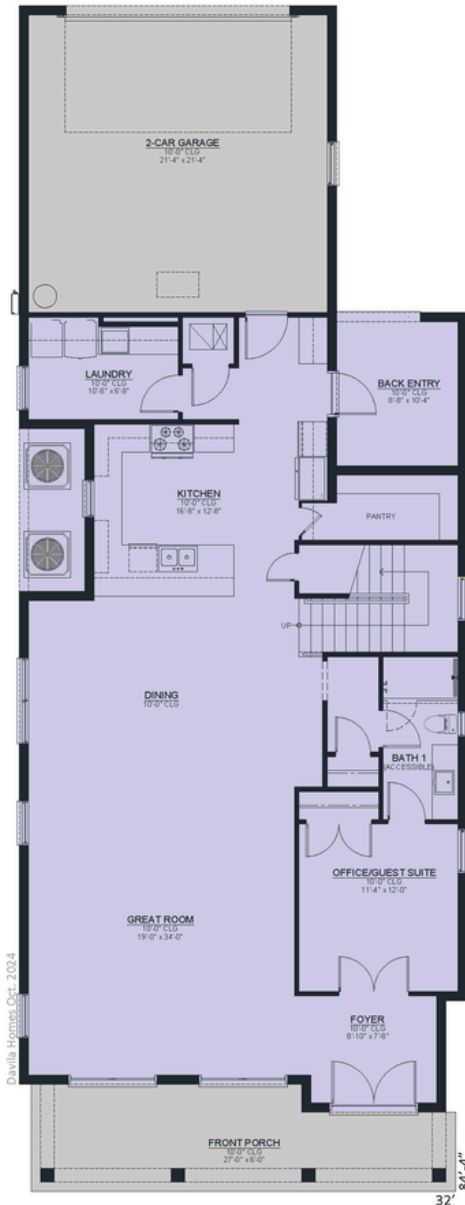 2-CAR GARAGE
10'-0" CLG
21'-4" x 21'-4"
LAUNDRY
10'-0" CLG
10'-8" x 6'-8"
BACK ENTRY
10'-0" CLG
8'-8" x 10'-4"
KITCHEN
10'-0" CLG
16'-8" x 12'-8"
PANTRY
UP
DINING
10'-0" CLG
BATH 1
(ACCESSIBLE)
OFFICE/GUEST SUITE
10'-0" CLG
11'-4" x 12'-0"
GREAT ROOM
10'-0" CLG
19'-0" x 34'-0"
FOYER
10'-0" CLG
8'-10" x 7'-8"
Davila Homes Oct. 2024
FRONT PORCH
10'-0" CLG
27'-0" x 6'-0"
84'-4"
32'